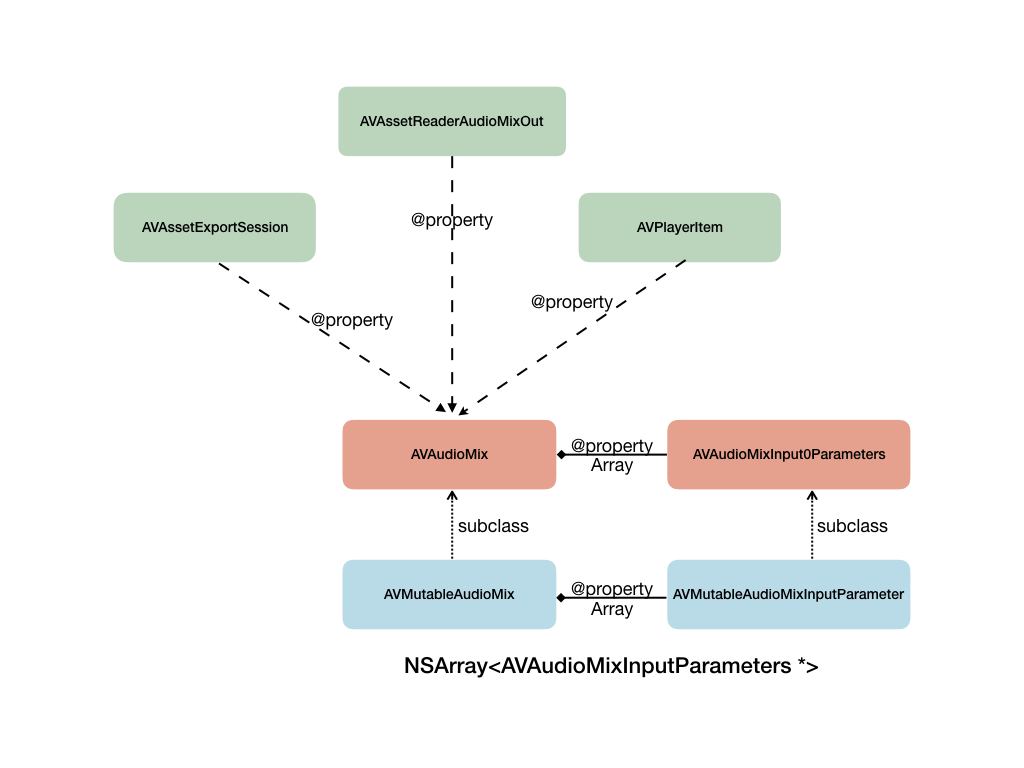 AVAssetReaderAudioMixOut
AVAssetExportSession
@property
AVPlayerItem
@property
@property
AVAudioMix
@property
Array
AVAudioMixInput0Parameters
subclass
subclass
AVMutableAudioMix
@property
Array
AVMutableAudioMixInputParameter
NSArray<AVAudioMixInputParameters *>